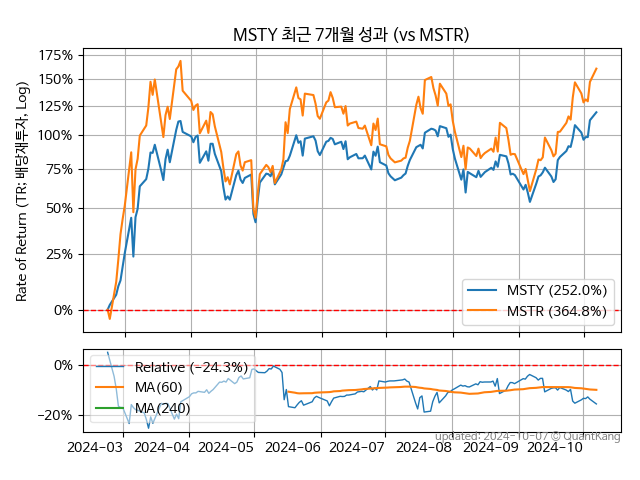 MSTY 최근 7개월 성과 (vs MSTR)
Rate of Return (TR: 배당재투자, Log)
175%
150%
125%
100%
75%
50%
25%
0%
MSTY (252.0%)
MSTR (364.8%)
0%
−20%
Relative (−24.3%)
MA(60)
MA(240)
2024-03 2024-04 2024-05 2024-06 2024-07 2024-08 2024-09 2024-10
updated: 2024-10-07 © QuantKang